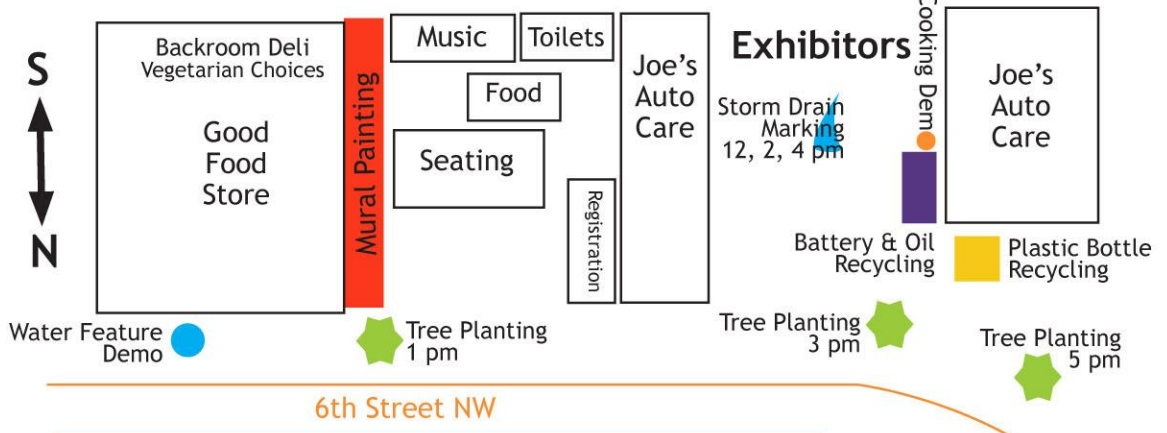 S
N
Backroom Deli
Vegetarian Choices
Good
Food
Store
Mural Painting
Music
Toilets
Food
Seating
Registration
Joe's
Auto
Care
Exhibitors
Storm Drain
Marking
12, 2, 4 pm
Cooking Dem
Joe's
Auto
Care
Battery & Oil
Recycling
Plastic Bottle
Recycling
Water Feature
Demo
Tree Planting
1 pm
Tree Planting
3 pm
Tree Planting
5 pm
6th Street NW